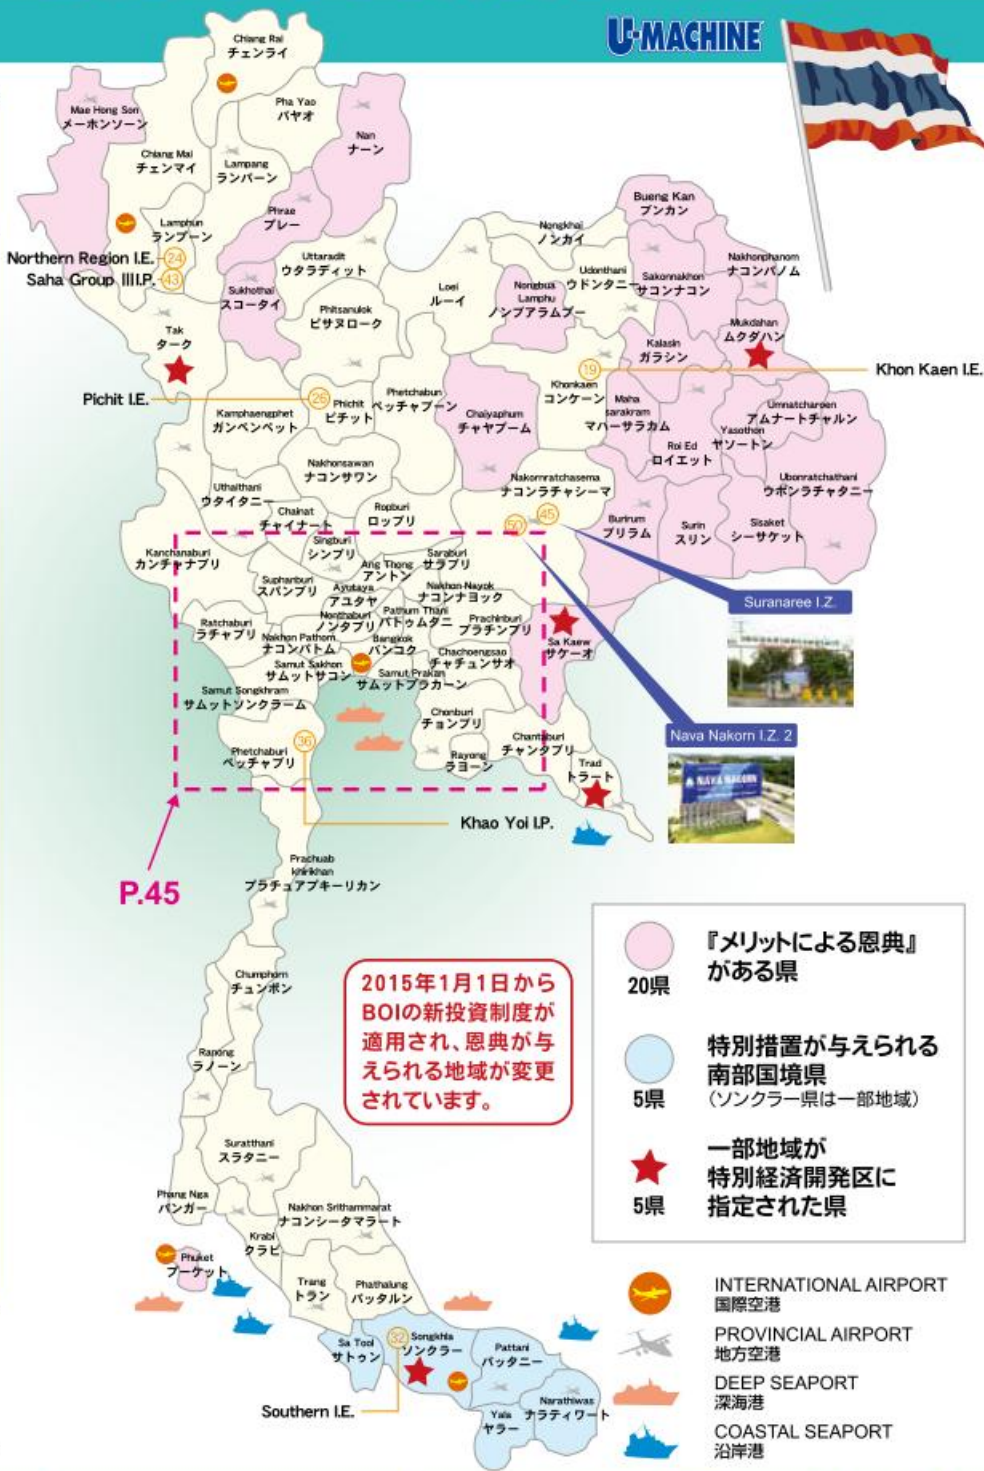 U-MACHINE
Chiang Rai
チェンライ
Mae Hong Son
メーホンソーン
Pha Yao
パヤオ
Nan
ナーン
Chiang Mai
チェンマイ
Lampang
ランパーン
Lamphun
ランプーン
Phrae
プレー
Northern Region I.E.
24
Saha Group III I.P.
43
Uttaradit
ウタラディット
Sukhothai
スコータイ
Phitsanulok
ピサヌローク
Tak
ターク
Loei
ルーイ
Nongkhai
ノンカイ
Bueng Kan
ブンカン
Udonthani
ウドンタニー
Nongbua
Lamphu
ノンブアラムプー
Sakonnakhon
サコンナコン
Nakhonphanom
ナコンパノム
Mukdahan
ムクダハン
Kalasin
ガラシン
19
Khon Kaen I.E.
Khonkaen
コンケーン
Pichit I.E.
26
Phichit
ピチット
Phetchabun
ペッチャブーン
Kamphaengphet
ガンペンペット
Chaiyaphum
チャヤプーム
Maha
sarakram
マハーサラカム
Roi Ed
ロイエット
Yasothon
ヤソートン
Umnatcharoen
アムナートチャルン
Nakhonsawan
ナコンサワン
Nakornratchasema
ナコンラチャシーマ
Ubonratchathani
ウボンラチャタニー
Uthaithani
ウタイタニー
Chainat
チャイナート
Ropburi
ロッブリ
50
45
Burirum
ブリラム
Surin
スリン
Sisaket
シーサケット
Kanchanaburi
カンチャナブリ
Singburi
シンブリ
Ang Thong
アントン
Saraburi
サラブリ
Suphanburi
スパンブリ
Ayutaya
アユタヤ
Nakhon Nayok
ナコンナヨック
Nonthaburi
ノンタブリ
Pathum Thani
パトゥムタニ
Prachinburi
プラチンブリ
Ratchaburi
ラチャブリ
Nakhon Pathom
ナコンパトム
Bangkok
バンコク
Chachoengsao
チャチュンサオ
Sa Kaew
サケーオ
Samut Sakhon
サムットサコン
Samut Prakan
サムットプラカーン
Samut Songkhram
サムットソンクラーム
Suranaree I.Z.
Nava Nakorn I.Z. 2
NAVA NAKORN
Chonburi
チョンブリ
Rayong
ラヨーン
Chantaburi
チャンタブリ
Trad
トラート
Phetchaburi
ペッチャブリ
36
Khao Yoi I.P.
P.45
Prachuab
khirikhan
プラチュアプキーリカン
Chumphorn
チュンポン
Ranong
ラノーン
2015年1月1日から
BOIの新投資制度が
適用され、恩典が与
えられる地域が変更
されています。
『メリットによる恩典』
がある県
20県
特別措置が与えられる
南部国境県
(ソンクラー県は一部地域)
5県
一部地域が
特別経済開発区に
指定された県
5県
Suratthani
スラタニー
Phang Nga
パンガー
Nakhon Srithammarat
ナコンシータマラート
Krabi
クラビ
Phuket
プーケット
Trang
トラン
Phathalung
パッタルン
Sa Tool
サトゥン
32
Songkhla
ソンクラー
Pattani
パッタニー
Yala
ヤラー
Narathiwas
ナラティワート
Southern I.E.
INTERNATIONAL AIRPORT
国際空港
PROVINCIAL AIRPORT
地方空港
DEEP SEAPORT
深海港
COASTAL SEAPORT
沿岸港